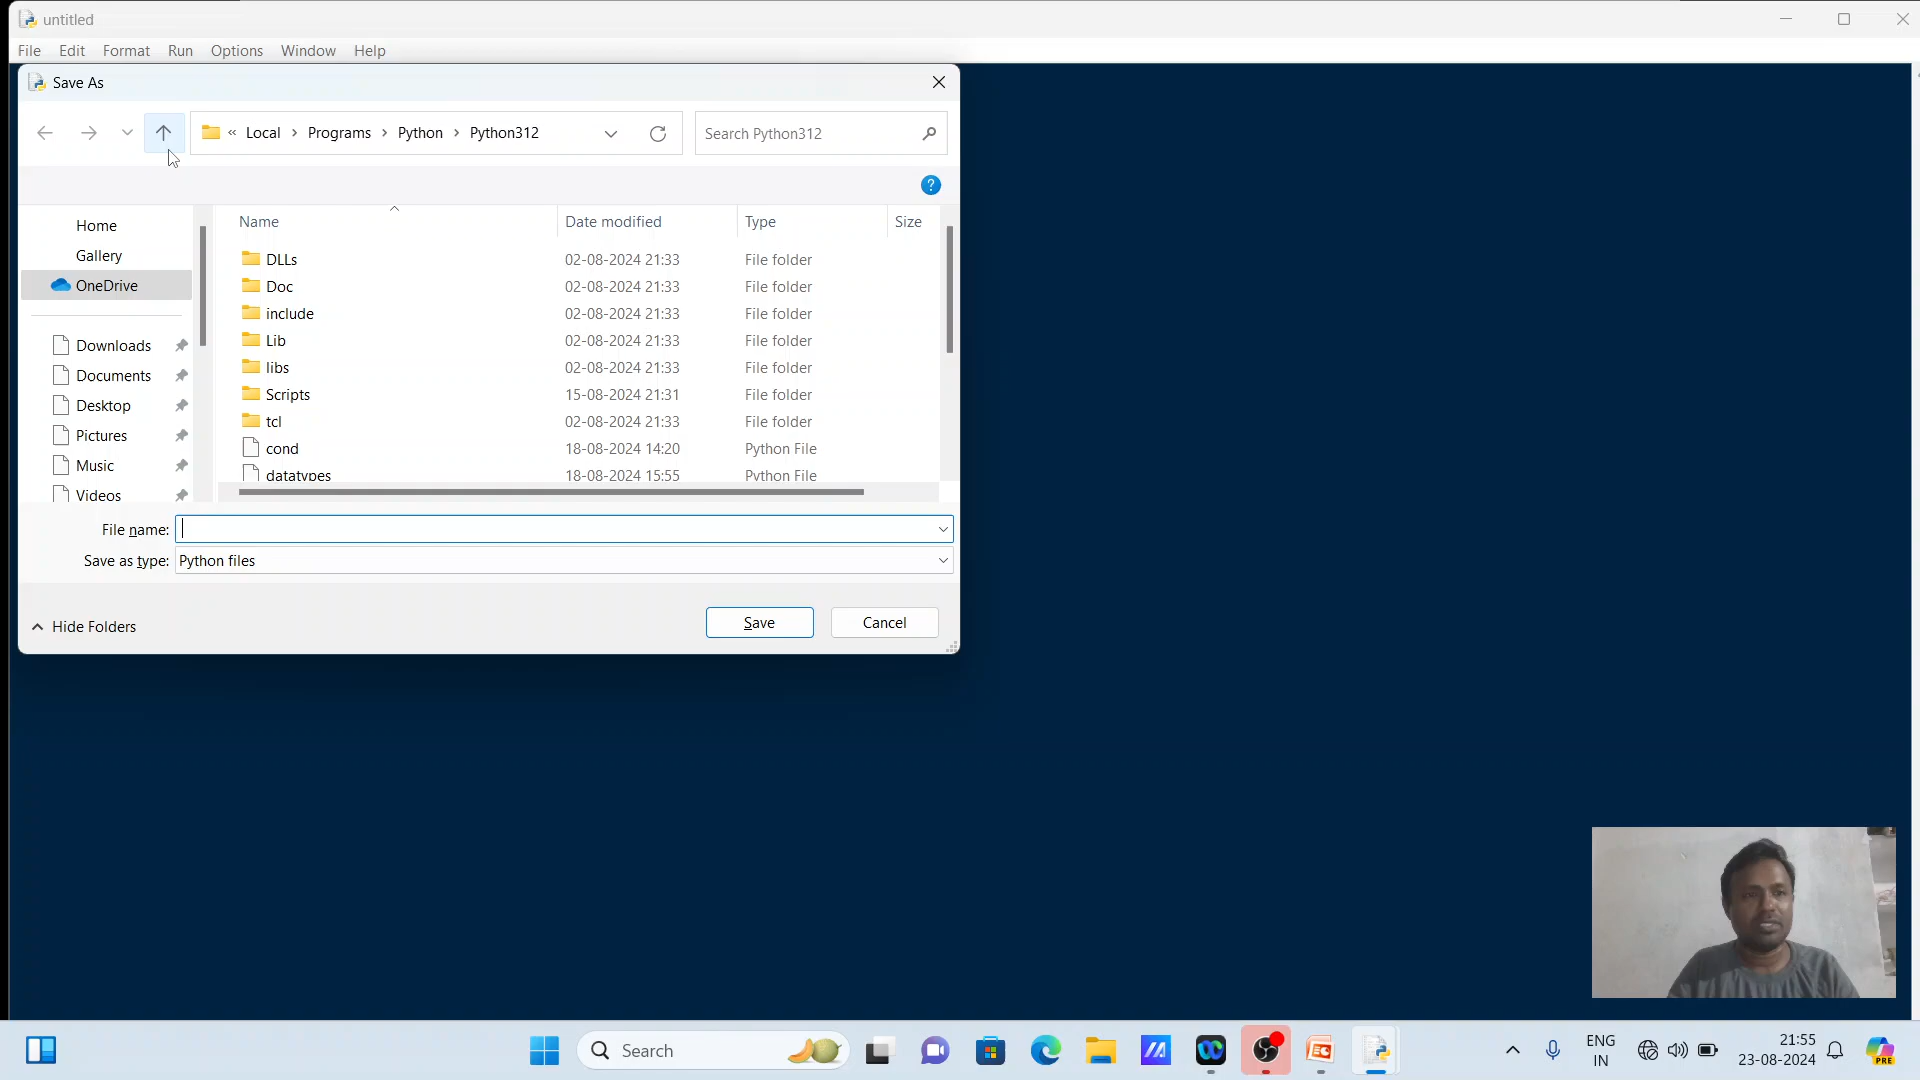 untitled
File Edit Format Run Options Window Help
Save As
« Local > Programs > Python > Python312
Search Python312
Home
Gallery
OneDrive
Downloads
Documents
Desktop
Pictures
Music
Videos
Name Date modified Type Size
DLLs 02-08-2024 21:33 File folder
Doc 02-08-2024 21:33 File folder
include 02-08-2024 21:33 File folder
Lib 02-08-2024 21:33 File folder
libs 02-08-2024 21:33 File folder
Scripts 15-08-2024 21:31 File folder
tcl 02-08-2024 21:33 File folder
cond 18-08-2024 14:20 Python File
datatypes 18-08-2024 15:55 Python File
File name:
Save as type: Python files
Hide Folders
Save Cancel
Search
ENG
IN
21:55
23-08-2024
PRE